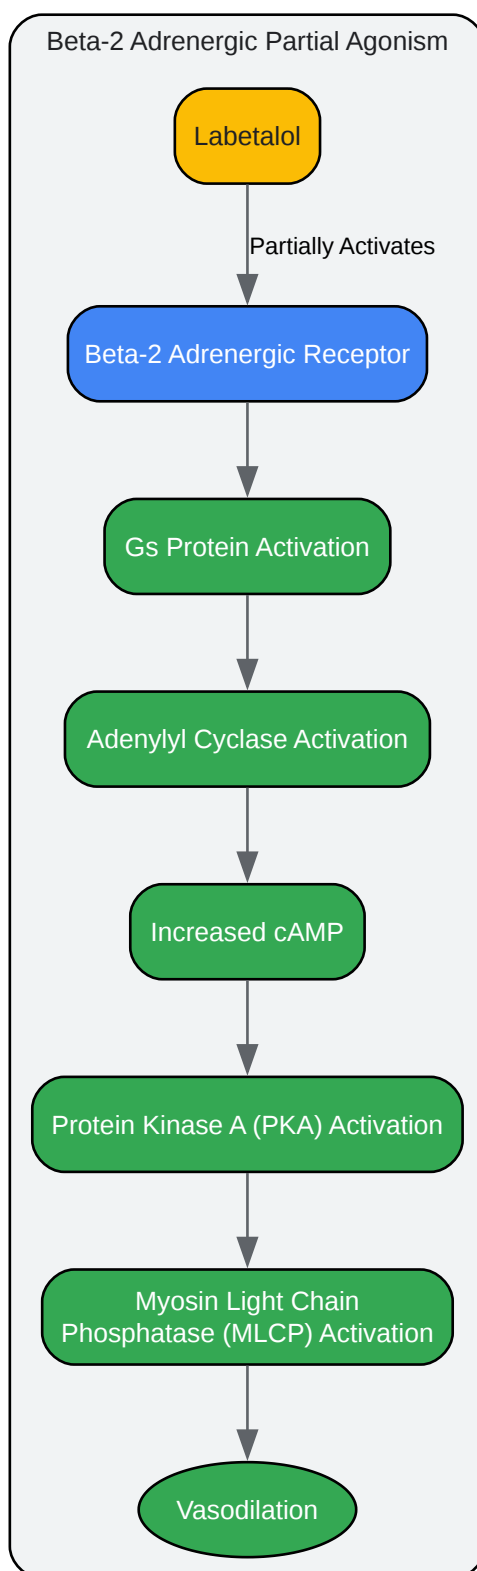 Beta-2 Adrenergic Partial Agonism
Labetalol
Partially Activates
Beta-2 Adrenergic Receptor
Gs Protein Activation
Adenylyl Cyclase Activation
Increased cAMP
Protein Kinase A (PKA) Activation
Myosin Light Chain
Phosphatase (MLCP) Activation
Vasodilation